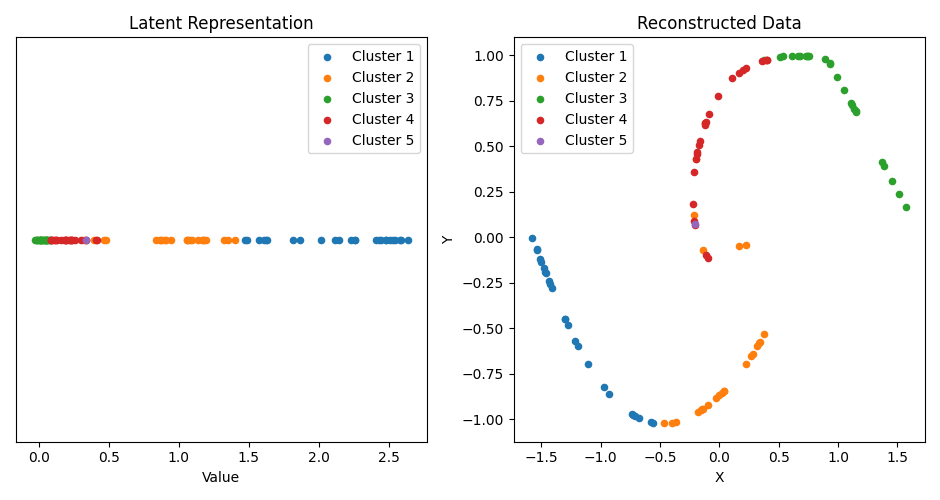 Latent Representation
Cluster 1
Cluster 2
Cluster 3
Cluster 4
Cluster 5
0.0 0.5 1.0 1.5 2.0 2.5
Value
Reconstructed Data
Cluster 1
Cluster 2
Cluster 3
Cluster 4
Cluster 5
1.00
0.75
0.50
0.25
0.00
−0.25
−0.50
−0.75
−1.00
Y
−1.5 −1.0 −0.5 0.0 0.5 1.0 1.5
X